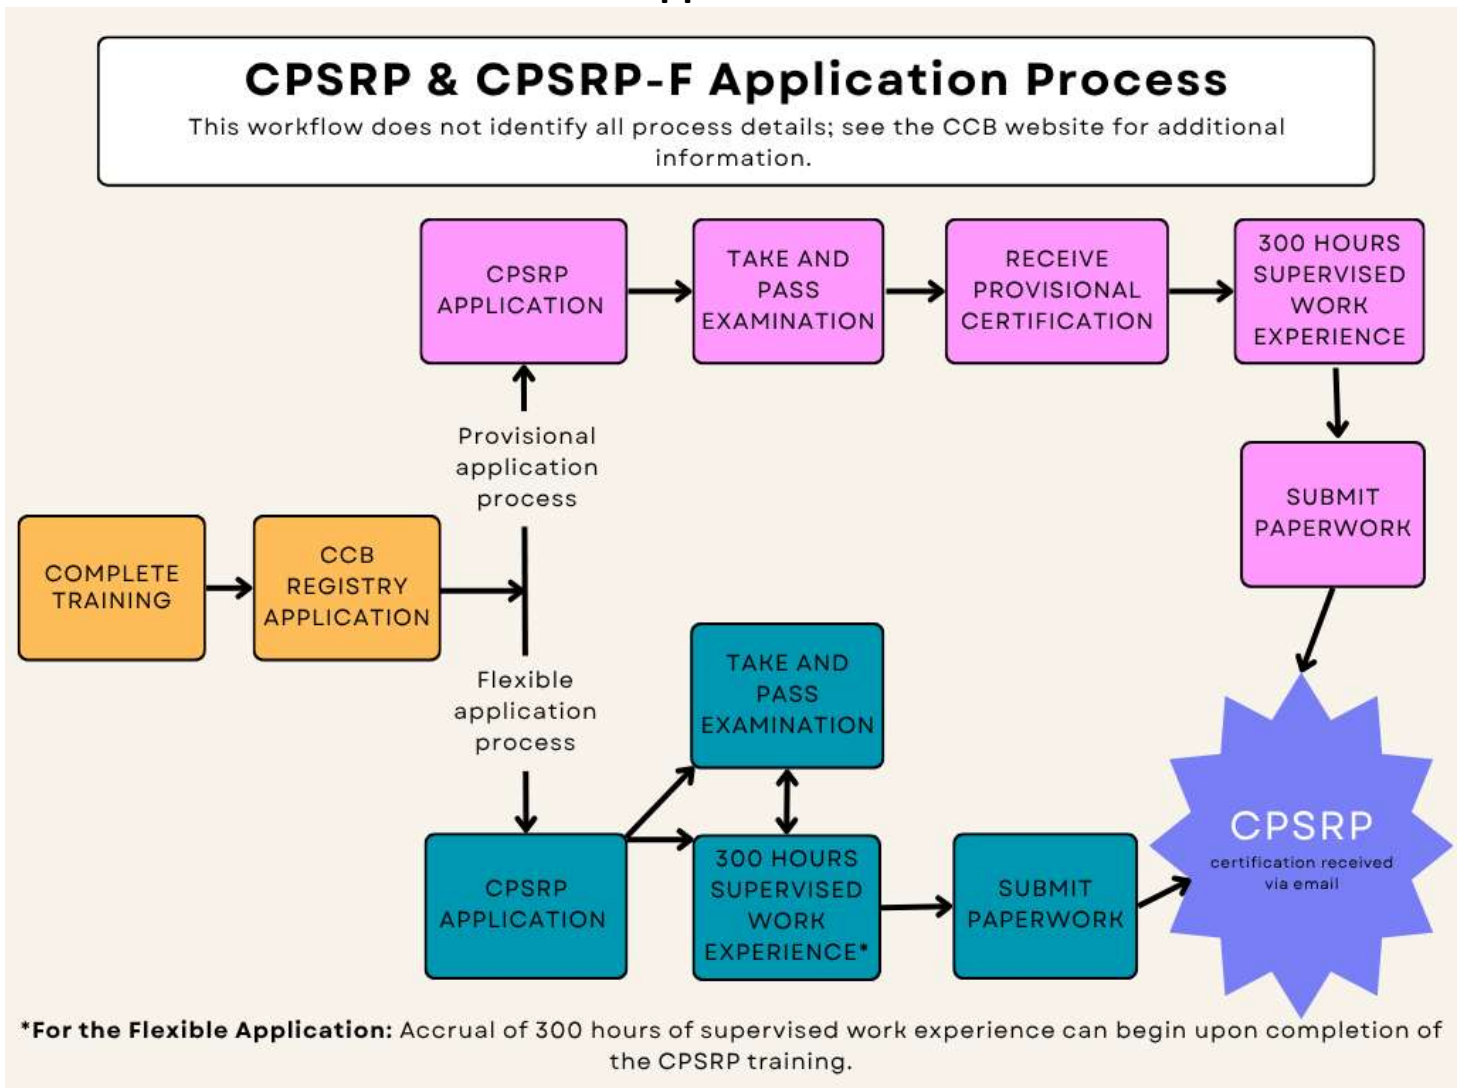 CPSRP & CPSRP-F Application Process
This workflow does not identify all process details; see the CCB website for additional
information.
CPSRP
APPLICATION
TAKE AND
PASS
EXAMINATION
RECEIVE
PROVISIONAL
CERTIFICATION
300 HOURS
SUPERVISED
WORK
EXPERIENCE
Provisional
application
process
SUBMIT
PAPERWORK
COMPLETE
TRAINING
CCB
REGISTRY
APPLICATION
Flexible
application
process
TAKE AND
PASS
EXAMINATION
CPSRP
APPLICATION
300 HOURS
SUPERVISED
WORK
EXPERIENCE*
SUBMIT
PAPERWORK
CPSRP
certification received
via email
*For the Flexible Application: Accrual of 300 hours of supervised work experience can begin upon completion of
the CPSRP training.